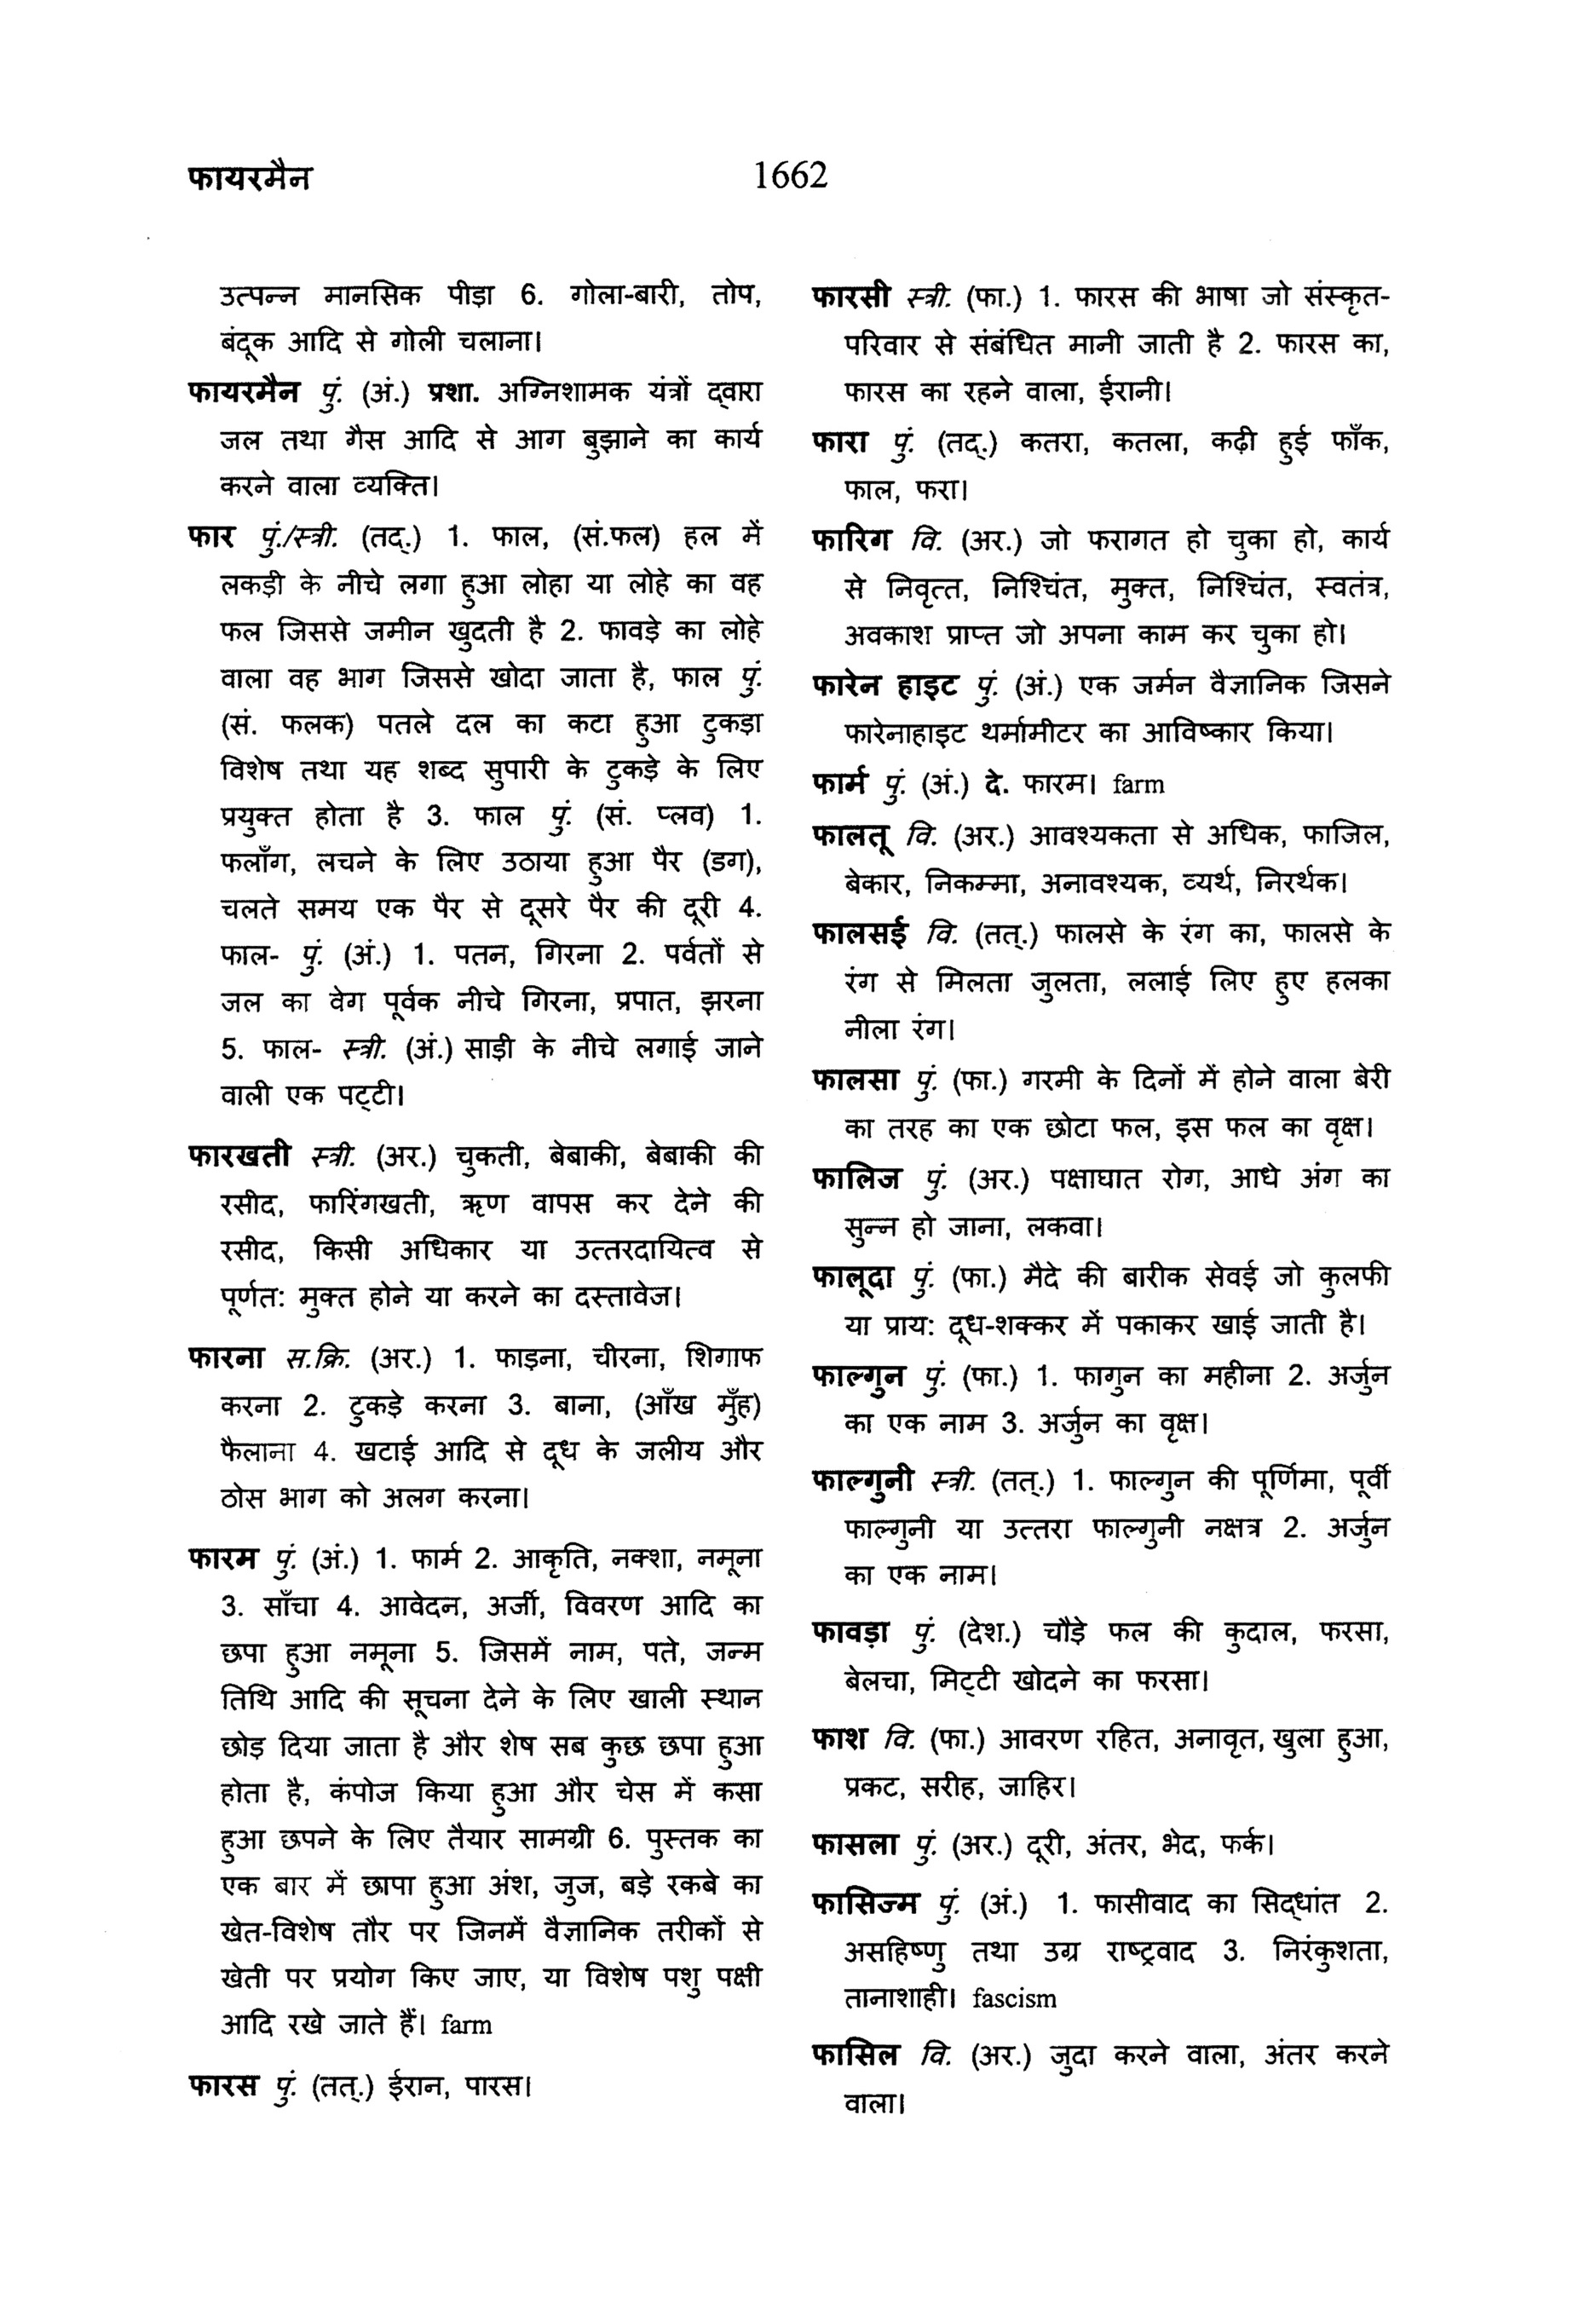 फायरमैन
1662
उत्पन्न मानसिक पीड़ा 6. गोला-बारी, तोप,
बंदूक आदि से गोली चलाना।
फायरमैन पुं. (अं.) प्रशा. अग्निशामक यंत्रों द्वारा
जल तथा गैस आदि से आग बुझाने का कार्य
करने वाला व्यक्ति।
फार पुं./स्त्री. (तद्.) 1. फाल, (सं.फल) हल में
लकड़ी के नीचे लगा हुआ लोहा या लोहे का वह
फल जिससे जमीन खुदती है 2. फावड़े का लोहे
वाला वह भाग जिससे खोदा जाता है, फाल पुं.
(सं. फलक) पतले दल का कटा हुआ टुकड़ा
विशेष तथा यह शब्द सुपारी के टुकड़े के लिए
प्रयुक्त होता है 3. फाल पुं. (सं. प्लव) 1.
फलाँग, लचने के लिए उठाया हुआ पैर (डग),
चलते समय एक पैर से दूसरे पैर की दूरी 4.
फाल- पुं. (अं.) 1. पतन, गिरना 2. पर्वतों से
जल का वेग पूर्वक नीचे गिरना, प्रपात, झरना
5. फाल- स्त्री. (अं.) साड़ी के नीचे लगाई जाने
वाली एक पट्टी।
फारखती स्त्री. (अर.) चुकती, बेबाकी, बेबाकी की
रसीद, फारिंगखती, ऋण वापस कर देने की
रसीद, किसी अधिकार या उत्तरदायित्व से
पूर्णत: मुक्त होने या करने का दस्तावेज।
फारना स.क्रि. (अर.) 1. फाड़ना, चीरना, शिगाफ
करना 2. टुकड़े करना 3. बाना, (आँख मुँह)
फैलाना 4. खटाई आदि से दूध के जलीय और
ठोस भाग को अलग करना।
फारम पुं. (अं.) 1. फार्म 2. आकृति, नक्शा, नमूना
3. साँचा 4. आवेदन, अर्जी, विवरण आदि का
छपा हुआ नमूना 5. जिसमें नाम, पते, जन्म
तिथि आदि की सूचना देने के लिए खाली स्थान
छोड़ दिया जाता है और शेष सब कुछ छपा हुआ
होता है, कंपोज किया हुआ और चेस में कसा
हुआ छपने के लिए तैयार सामग्री 6. पुस्तक का
एक बार में छापा हुआ अंश, जुज, बड़े रकबे का
खेत-विशेष तौर पर जिनमें वैज्ञानिक तरीकों से
खेती पर प्रयोग किए जाए, या विशेष पशु पक्षी
आदि रखे जाते हैं। farm
फारस पुं. (तत्.) ईरान, पारस।
फारसी स्त्री. (फा.) 1. फारस की भाषा जो संस्कृत-
परिवार से संबंधित मानी जाती है 2. फारस का,
फारस का रहने वाला, ईरानी।
फारा पुं. (तद्.) कतरा, कतला, कढ़ी हुई फाँक,
फाल, फरा।
फारिग वि. (अर.) जो फरागत हो चुका हो, कार्य
से निवृत्त, निश्चिंत, मुक्त, निश्चिंत, स्वतंत्र,
अवकाश प्राप्त जो अपना काम कर चुका हो।
फारेन हाइट पुं. (अं.) एक जर्मन वैज्ञानिक जिसने
फारेनाहाइट थर्मामीटर का आविष्कार किया।
फार्म पुं. (अं.) दे. फारम। farm
फालतू वि. (अर.) आवश्यकता से अधिक, फाजिल,
बेकार, निकम्मा, अनावश्यक, व्यर्थ, निरर्थक।
फालसई वि. (तत्.) फालसे के रंग का, फालसे के
रंग से मिलता जुलता, ललाई लिए हुए हलका
नीला रंग।
फालसा पुं. (फा.) गरमी के दिनों में होने वाला बेरी
का तरह का एक छोटा फल, इस फल का वृक्ष।
फालिज पुं. (अर.) पक्षाघात रोग, आधे अंग का
सुन्न हो जाना, लकवा।
फालूदा पुं. (फा.) मैदे की बारीक सेवई जो कुलफी
या प्राय: दूध-शक्कर में पकाकर खाई जाती है।
फाल्गुन पुं. (फा.) 1. फागुन का महीना 2. अर्जुन
का एक नाम 3. अर्जुन का वृक्ष।
फाल्गुनी स्त्री. (तत्.) 1. फाल्गुन की पूर्णिमा, पूर्वी
फाल्गुनी या उत्तरा फाल्गुनी नक्षत्र 2. अर्जुन
का एक नाम।
फावड़ा पुं. (देश.) चौड़े फल की कुदाल, फरसा,
बेलचा, मिट्टी खोदने का फरसा।
फाश वि. (फा.) आवरण रहित, अनावृत, खुला हुआ,
प्रकट, सरीह, जाहिर।
फासला पुं. (अर.) दूरी, अंतर, भेद, फर्क।
फासिज्म पुं. (अं.) 1. फासीवाद का सिद्धांत 2.
असहिष्णु तथा उग्र राष्ट्रवाद 3. निरंकुशता,
तानाशाही। fascism
फासिल वि. (अर.) जुदा करने वाला, अंतर करने
वाला।